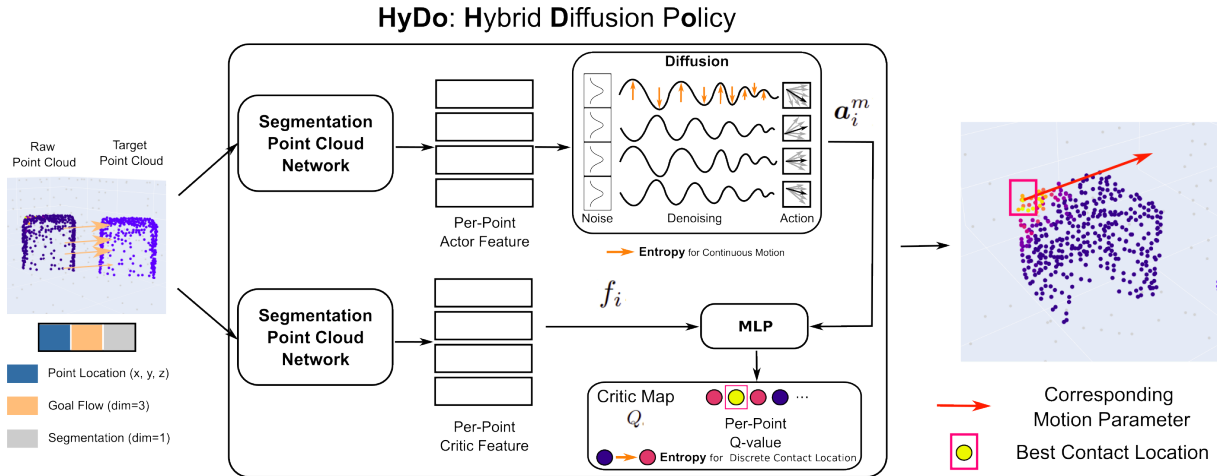 HyDo: Hybrid Diffusion Policy
Raw
Point Cloud
Target
Point Cloud
Point Location (x, y, z)
Goal Flow (dim=3)
Segmentation (dim=1)
Segmentation
Point Cloud
Network
Per-Point
Actor Feature
Diffusion
Noise
Denoising
Action
Entropy for Continuous Motion
a_i^m
Segmentation
Point Cloud
Network
Per-Point
Critic Feature
f_i
MLP
Critic Map
Q
...
Per-Point
Q-value
Entropy for Discrete Contact Location
Corresponding
Motion Parameter
Best Contact Location